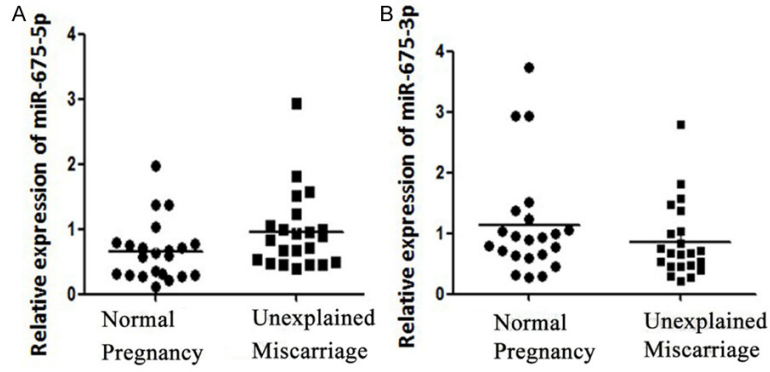 A
Relative expression of miR-675-5p
4
3
2
1
0
Normal
Pregnancy
Unexplained
Miscarriage
B
Relative expression of miR-675-3p
4
3
2
1
0
Normal
Pregnancy
Unexplained
Miscarriage